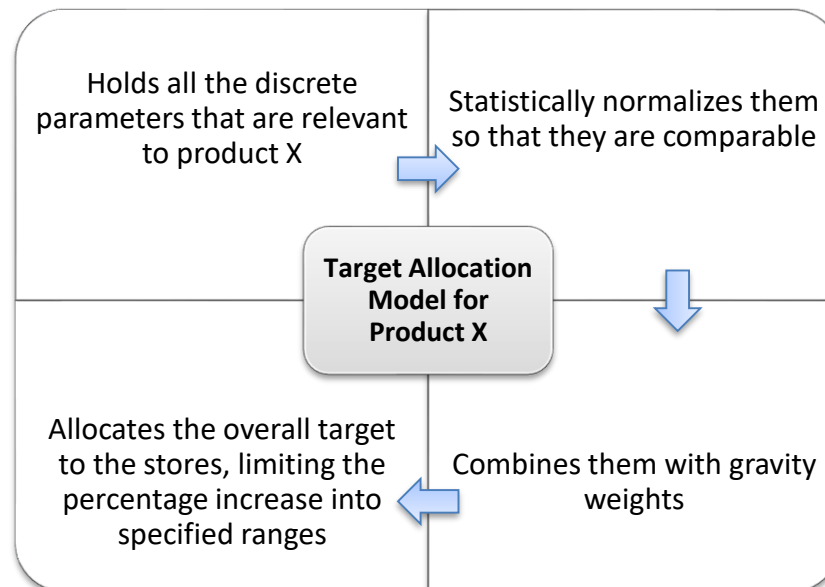 Holds all the discrete
parameters that are relevant
to product X
Statistically normalizes them
so that they are comparable
Target Allocation
Model for
Product X
Allocates the overall target
to the stores, limiting the
percentage increase into
specified ranges
Combines them with gravity
weights